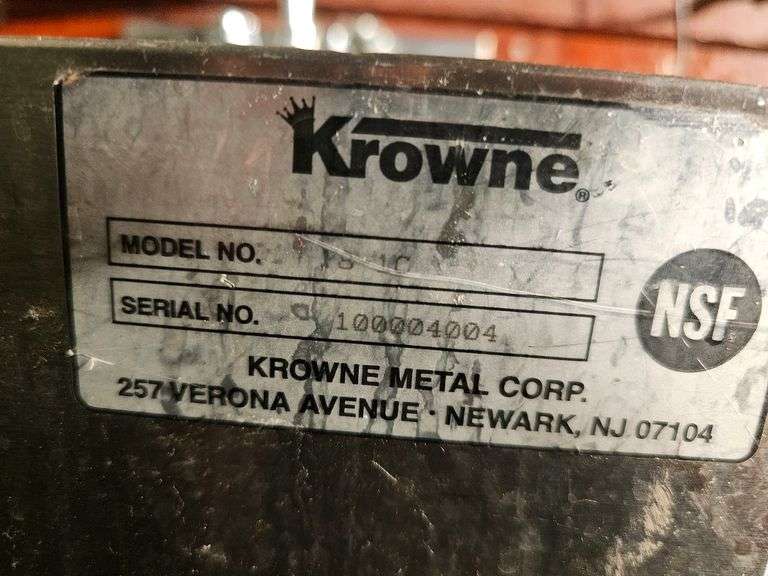 Krowne®
MODEL NO.
SERIAL NO. 100004004
NSF
KROWNE METAL CORP.
257 VERONA AVENUE · NEWARK, NJ 07104